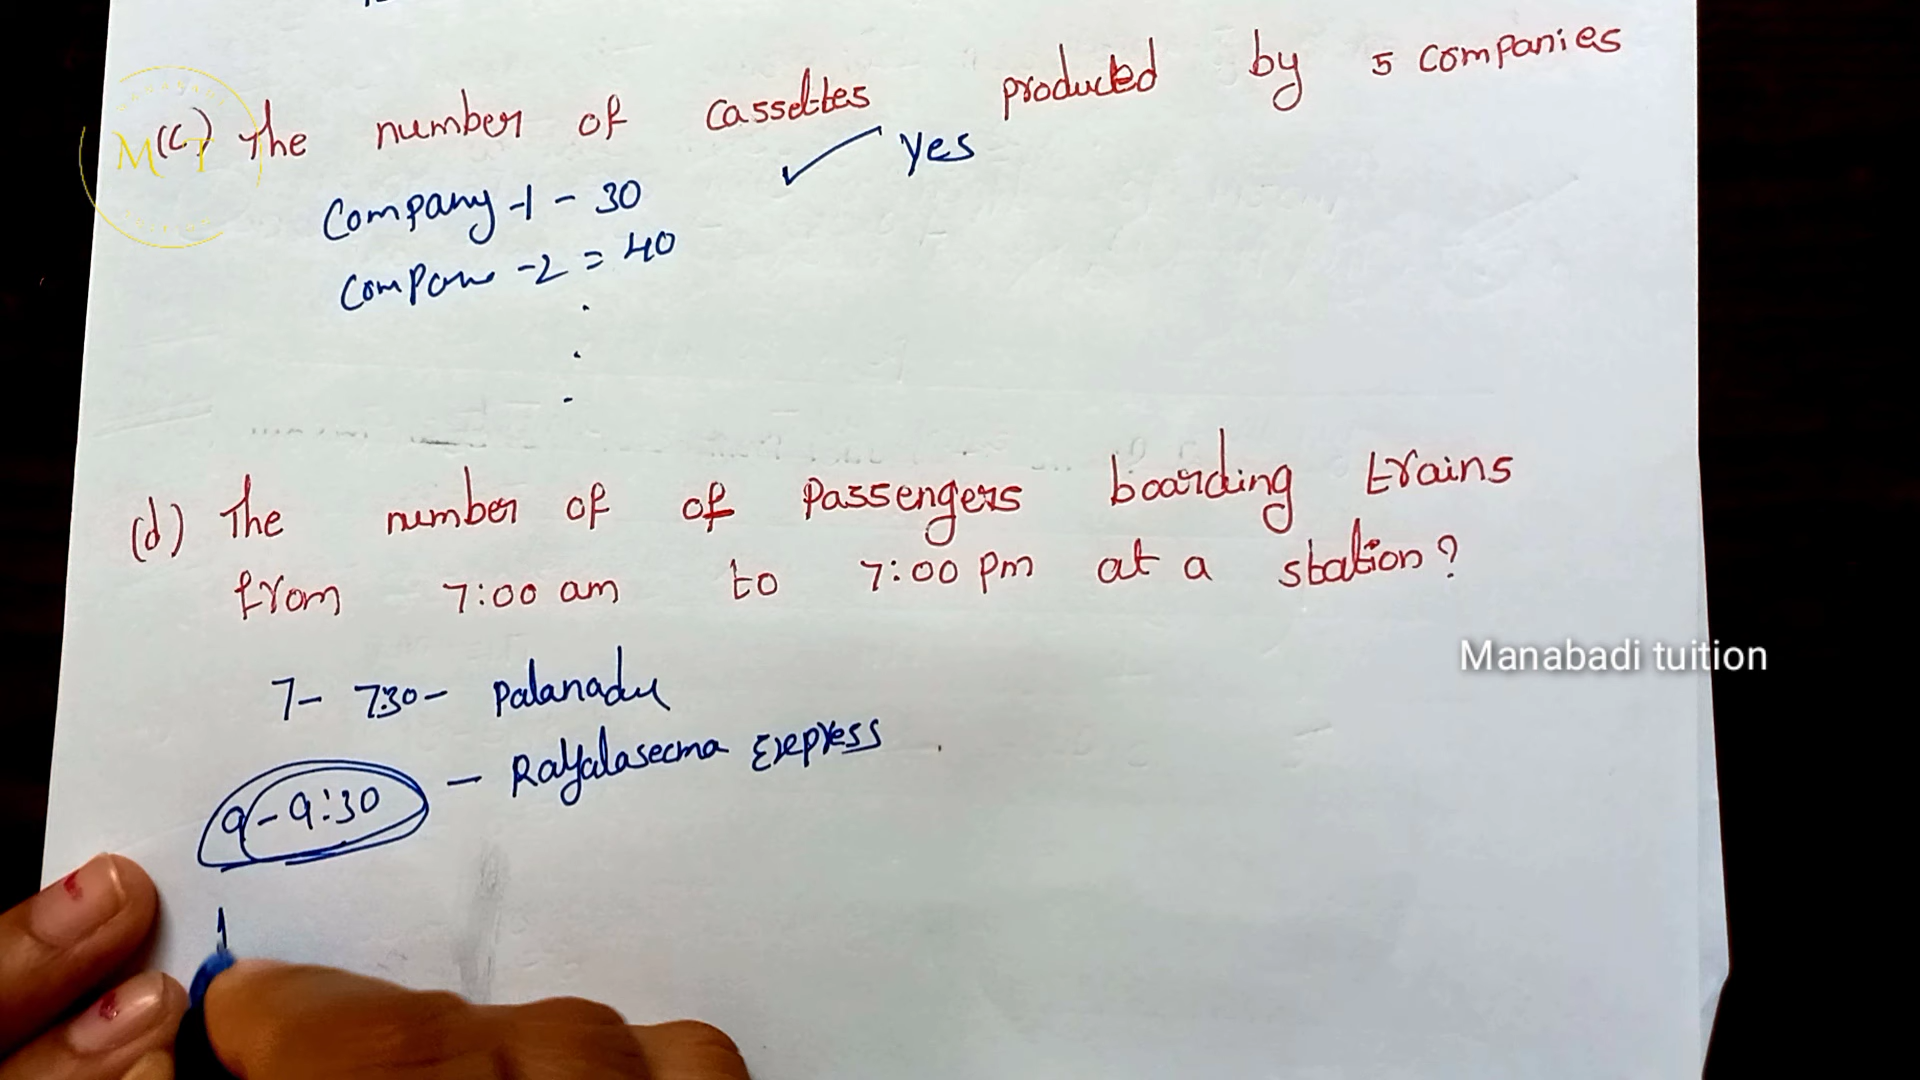 (c) The number of cassettes produced by 5 companies
Yes
Company -1 - 30
Compan -2 = 40
(d) The number of of passengers boarding trains
from 7:00 am to 7:00 pm at a station?
7- 7:30 - Palanadu
9 - 9:30 - Rayalaseema Express
MT
Manabadi tuition